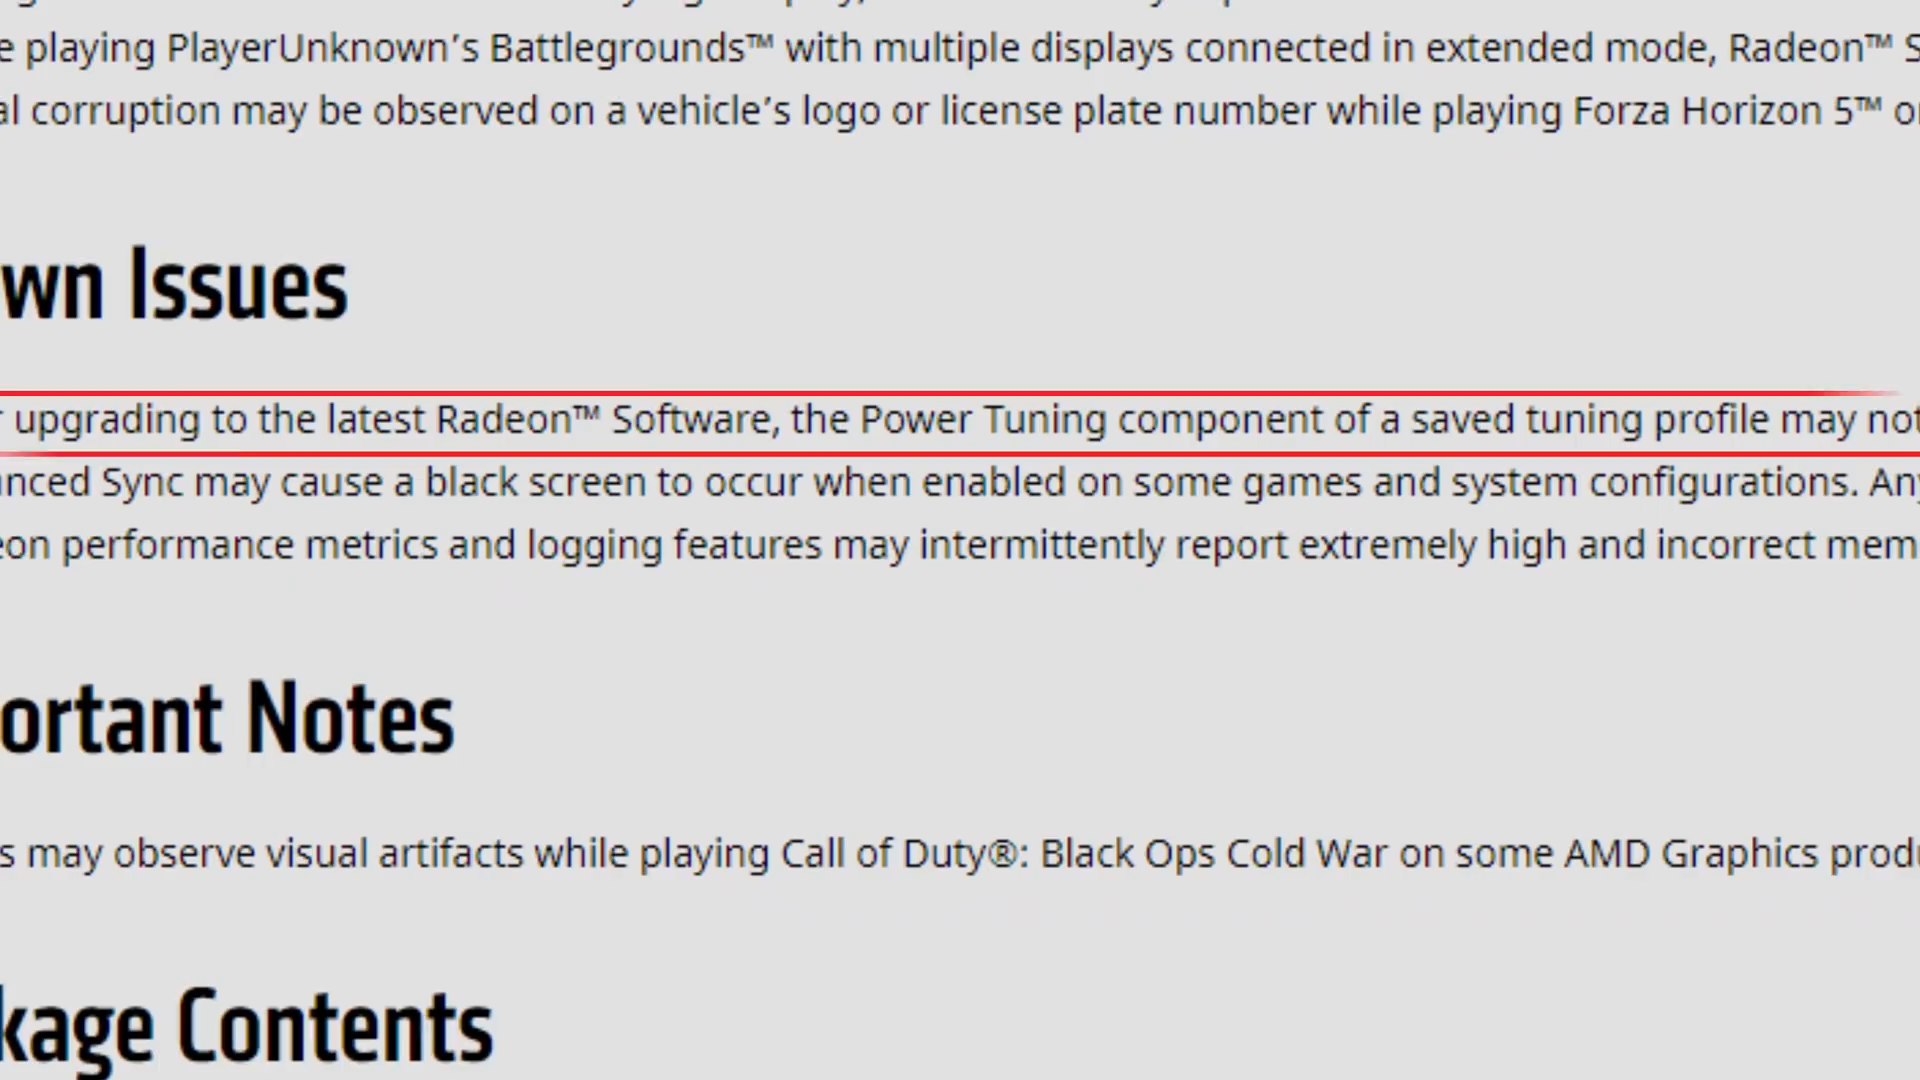 e playing PlayerUnknown’s Battlegrounds™ with multiple displays connected in extended mode, Radeon™ S
al corruption may be observed on a vehicle’s logo or license plate number while playing Forza Horizon 5™ or
wn Issues
r upgrading to the latest Radeon™ Software, the Power Tuning component of a saved tuning profile may not
anced Sync may cause a black screen to occur when enabled on some games and system configurations. Any
eon performance metrics and logging features may intermittently report extremely high and incorrect mem
ortant Notes
s may observe visual artifacts while playing Call of Duty®: Black Ops Cold War on some AMD Graphics produ
kage Contents